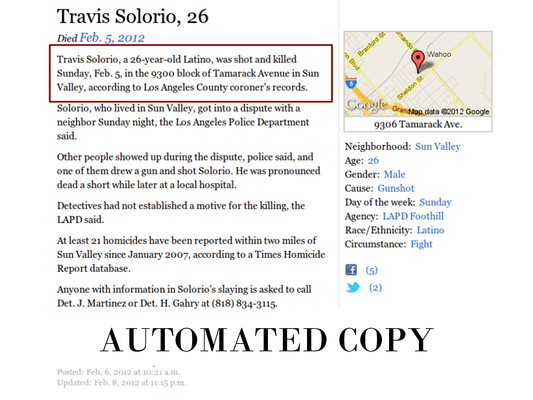 Travis Solorio, 26
Died Feb. 5, 2012
Travis Solorio, a 26-year-old Latino, was shot and killed
Sunday, Feb. 5, in the 9300 block of Tamarack Avenue in Sun
Valley, according to Los Angeles County coroner's records.
Solorio, who lived in Sun Valley, got into a dispute with a
neighbor Sunday night, the Los Angeles Police Department
said.
Other people showed up during the dispute, police said, and
one of them drew a gun and shot Solorio. He was pronounced
dead a short while later at a local hospital.
Detectives had not established a motive for the killing, the
LAPD said.
At least 21 homicides have been reported within two miles of
Sun Valley since January 2007, according to a Times Homicide
Report database.
Anyone with information in Solorio's slaying is asked to call
Det. J. Martinez or Det. H. Gahry at (818) 834-3115.
Branford St
Wahoo
Sheldon St
5
Google
Map data ©2012 Google
9306 Tamarack Ave.
Neighborhood: Sun Valley
Age: 26
Gender: Male
Cause: Gunshot
Day of the week: Sunday
Agency: LAPD Foothill
Race/Ethnicity: Latino
Circumstance: Fight
(5)
(2)
AUTOMATED COPY
Posted: Feb. 6, 2012 at 10:21 a.m.
Updated: Feb. 8, 2012 at 11:15 p.m.